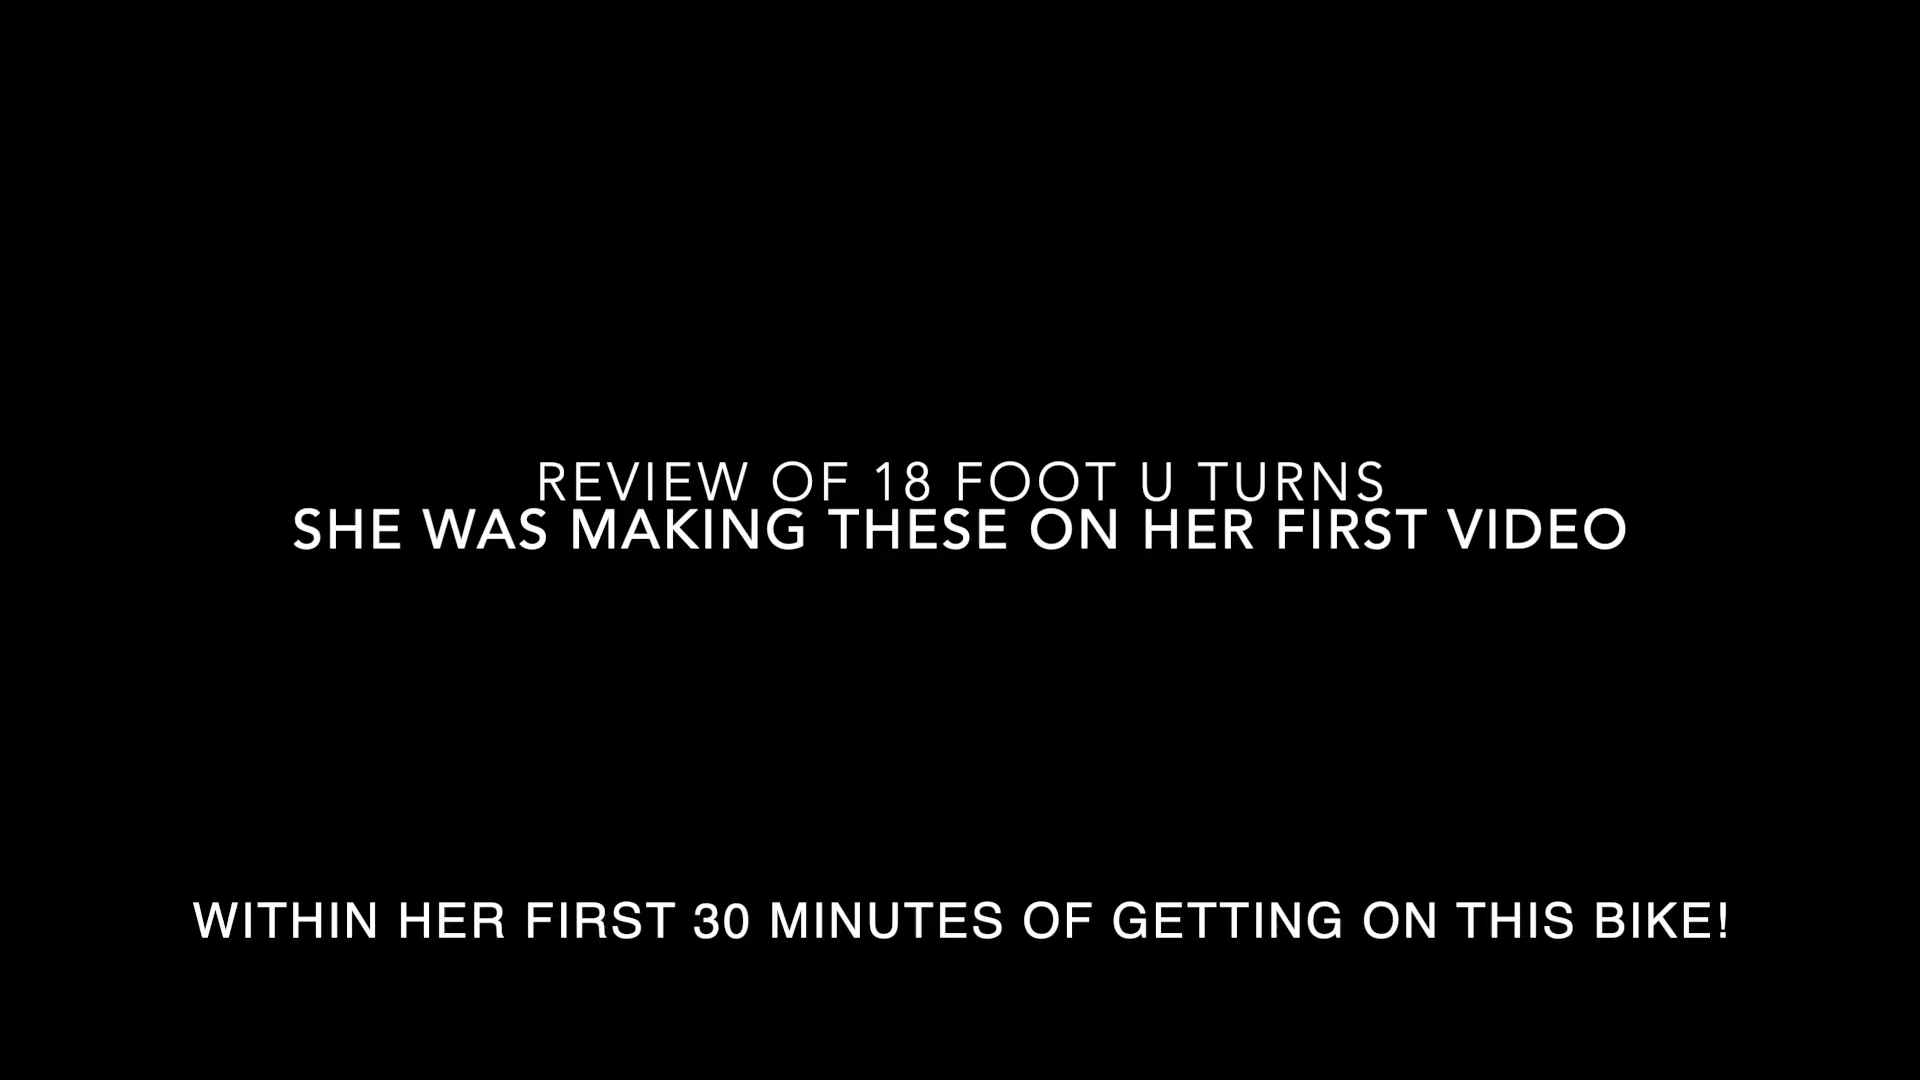 REVIEW OF 18 FOOT U TURNS
SHE WAS MAKING THESE ON HER FIRST VIDEO
WITHIN HER FIRST 30 MINUTES OF GETTING ON THIS BIKE!